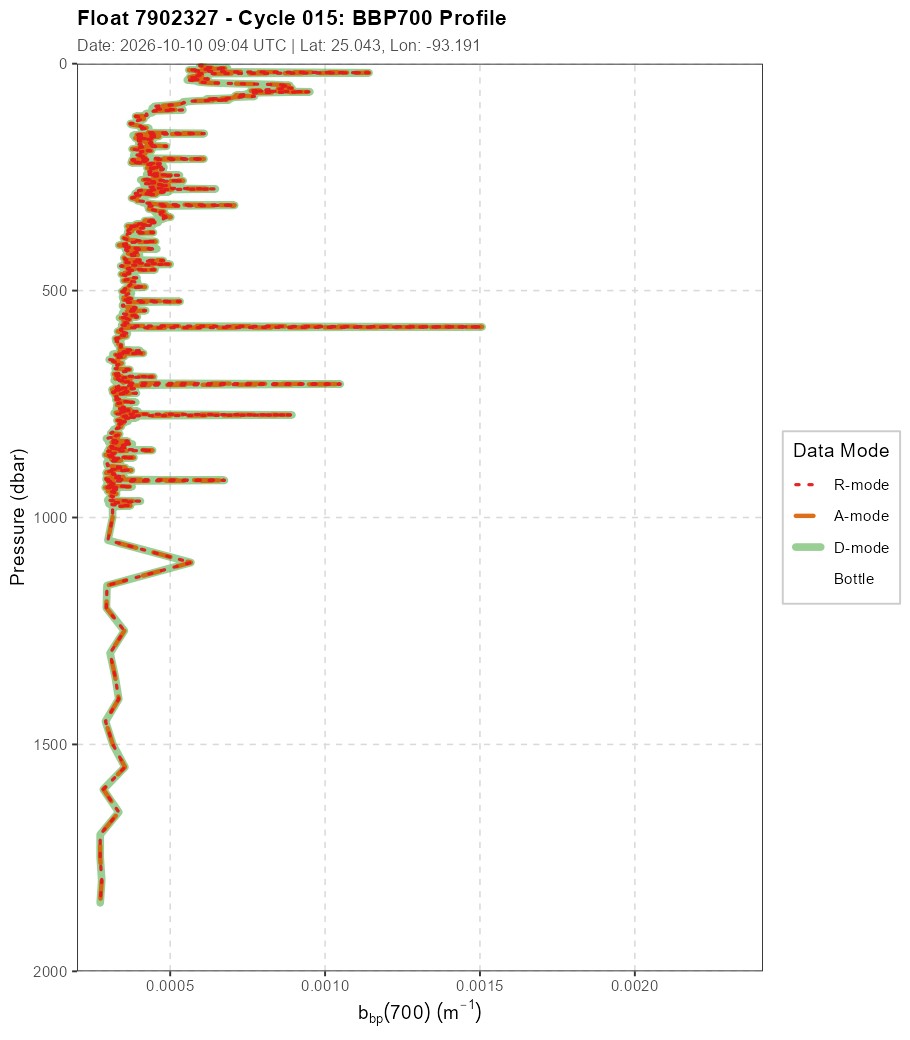 Float 7902327 - Cycle 015: BBP700 Profile
Date: 2026-10-10 09:04 UTC | Lat: 25.043, Lon: -93.191
0
500
1000
1500
2000
Pressure (dbar)
0.0005 0.0010 0.0015 0.0020
b_bp(700) (m⁻¹)
Data Mode
R-mode
A-mode
D-mode
Bottle